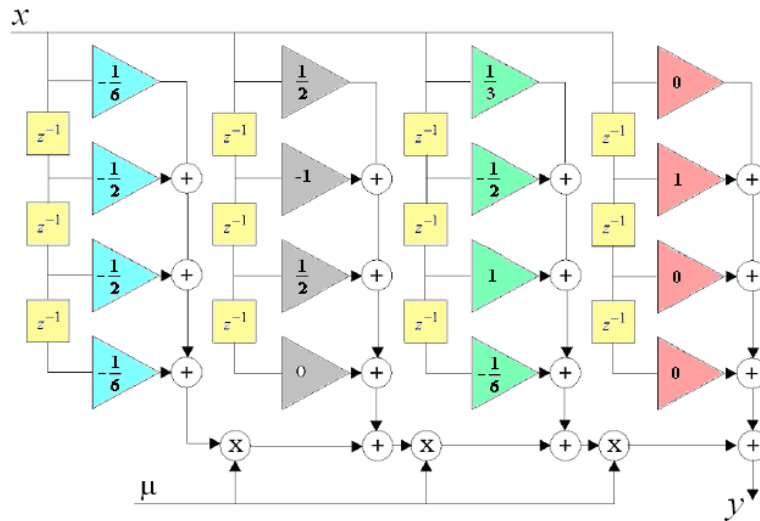 x
-1/6 1/2 1/3 0
z⁻¹ z⁻¹ z⁻¹ z⁻¹
-1/2 + -1 + -1/2 + 1 +
z⁻¹ z⁻¹ z⁻¹ z⁻¹
-1/2 + 1/2 + 1 + 0 +
z⁻¹ z⁻¹ z⁻¹ z⁻¹
-1/6 + 0 + -1/6 + 0 +
x + x + x +
μ
y